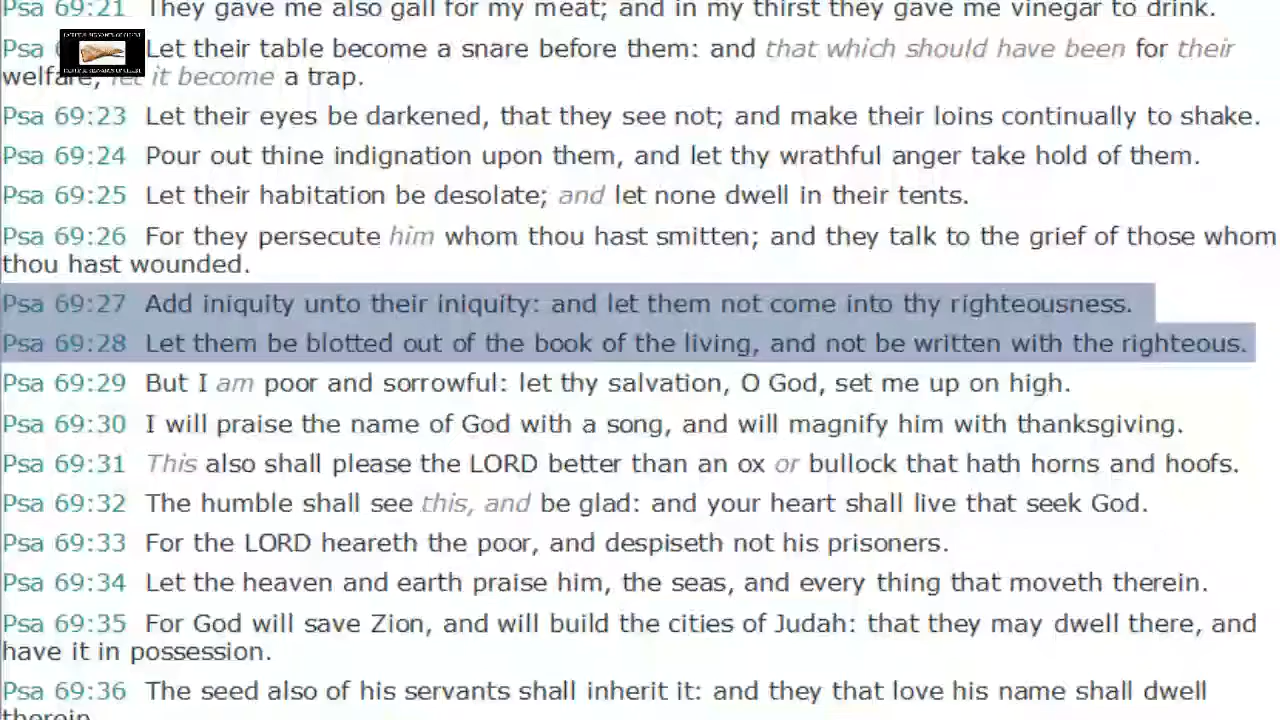 Psa 69:21 They gave me also gall for my meat; and in my thirst they gave me vinegar to drink.
Psa Let their table become a snare before them: and that which should have been for their
welfare, let it become a trap.
Psa 69:23 Let their eyes be darkened, that they see not; and make their loins continually to shake.
Psa 69:24 Pour out thine indignation upon them, and let thy wrathful anger take hold of them.
Psa 69:25 Let their habitation be desolate; and let none dwell in their tents.
Psa 69:26 For they persecute him whom thou hast smitten; and they talk to the grief of those whom
thou hast wounded.
Psa 69:27 Add iniquity unto their iniquity: and let them not come into thy righteousness.
Psa 69:28 Let them be blotted out of the book of the living, and not be written with the righteous.
Psa 69:29 But I am poor and sorrowful: let thy salvation, O God, set me up on high.
Psa 69:30 I will praise the name of God with a song, and will magnify him with thanksgiving.
Psa 69:31 This also shall please the LORD better than an ox or bullock that hath horns and hoofs.
Psa 69:32 The humble shall see this, and be glad: and your heart shall live that seek God.
Psa 69:33 For the LORD heareth the poor, and despiseth not his prisoners.
Psa 69:34 Let the heaven and earth praise him, the seas, and every thing that moveth therein.
Psa 69:35 For God will save Zion, and will build the cities of Judah: that they may dwell there, and
have it in possession.
Psa 69:36 The seed also of his servants shall inherit it: and they that love his name shall dwell
therein.